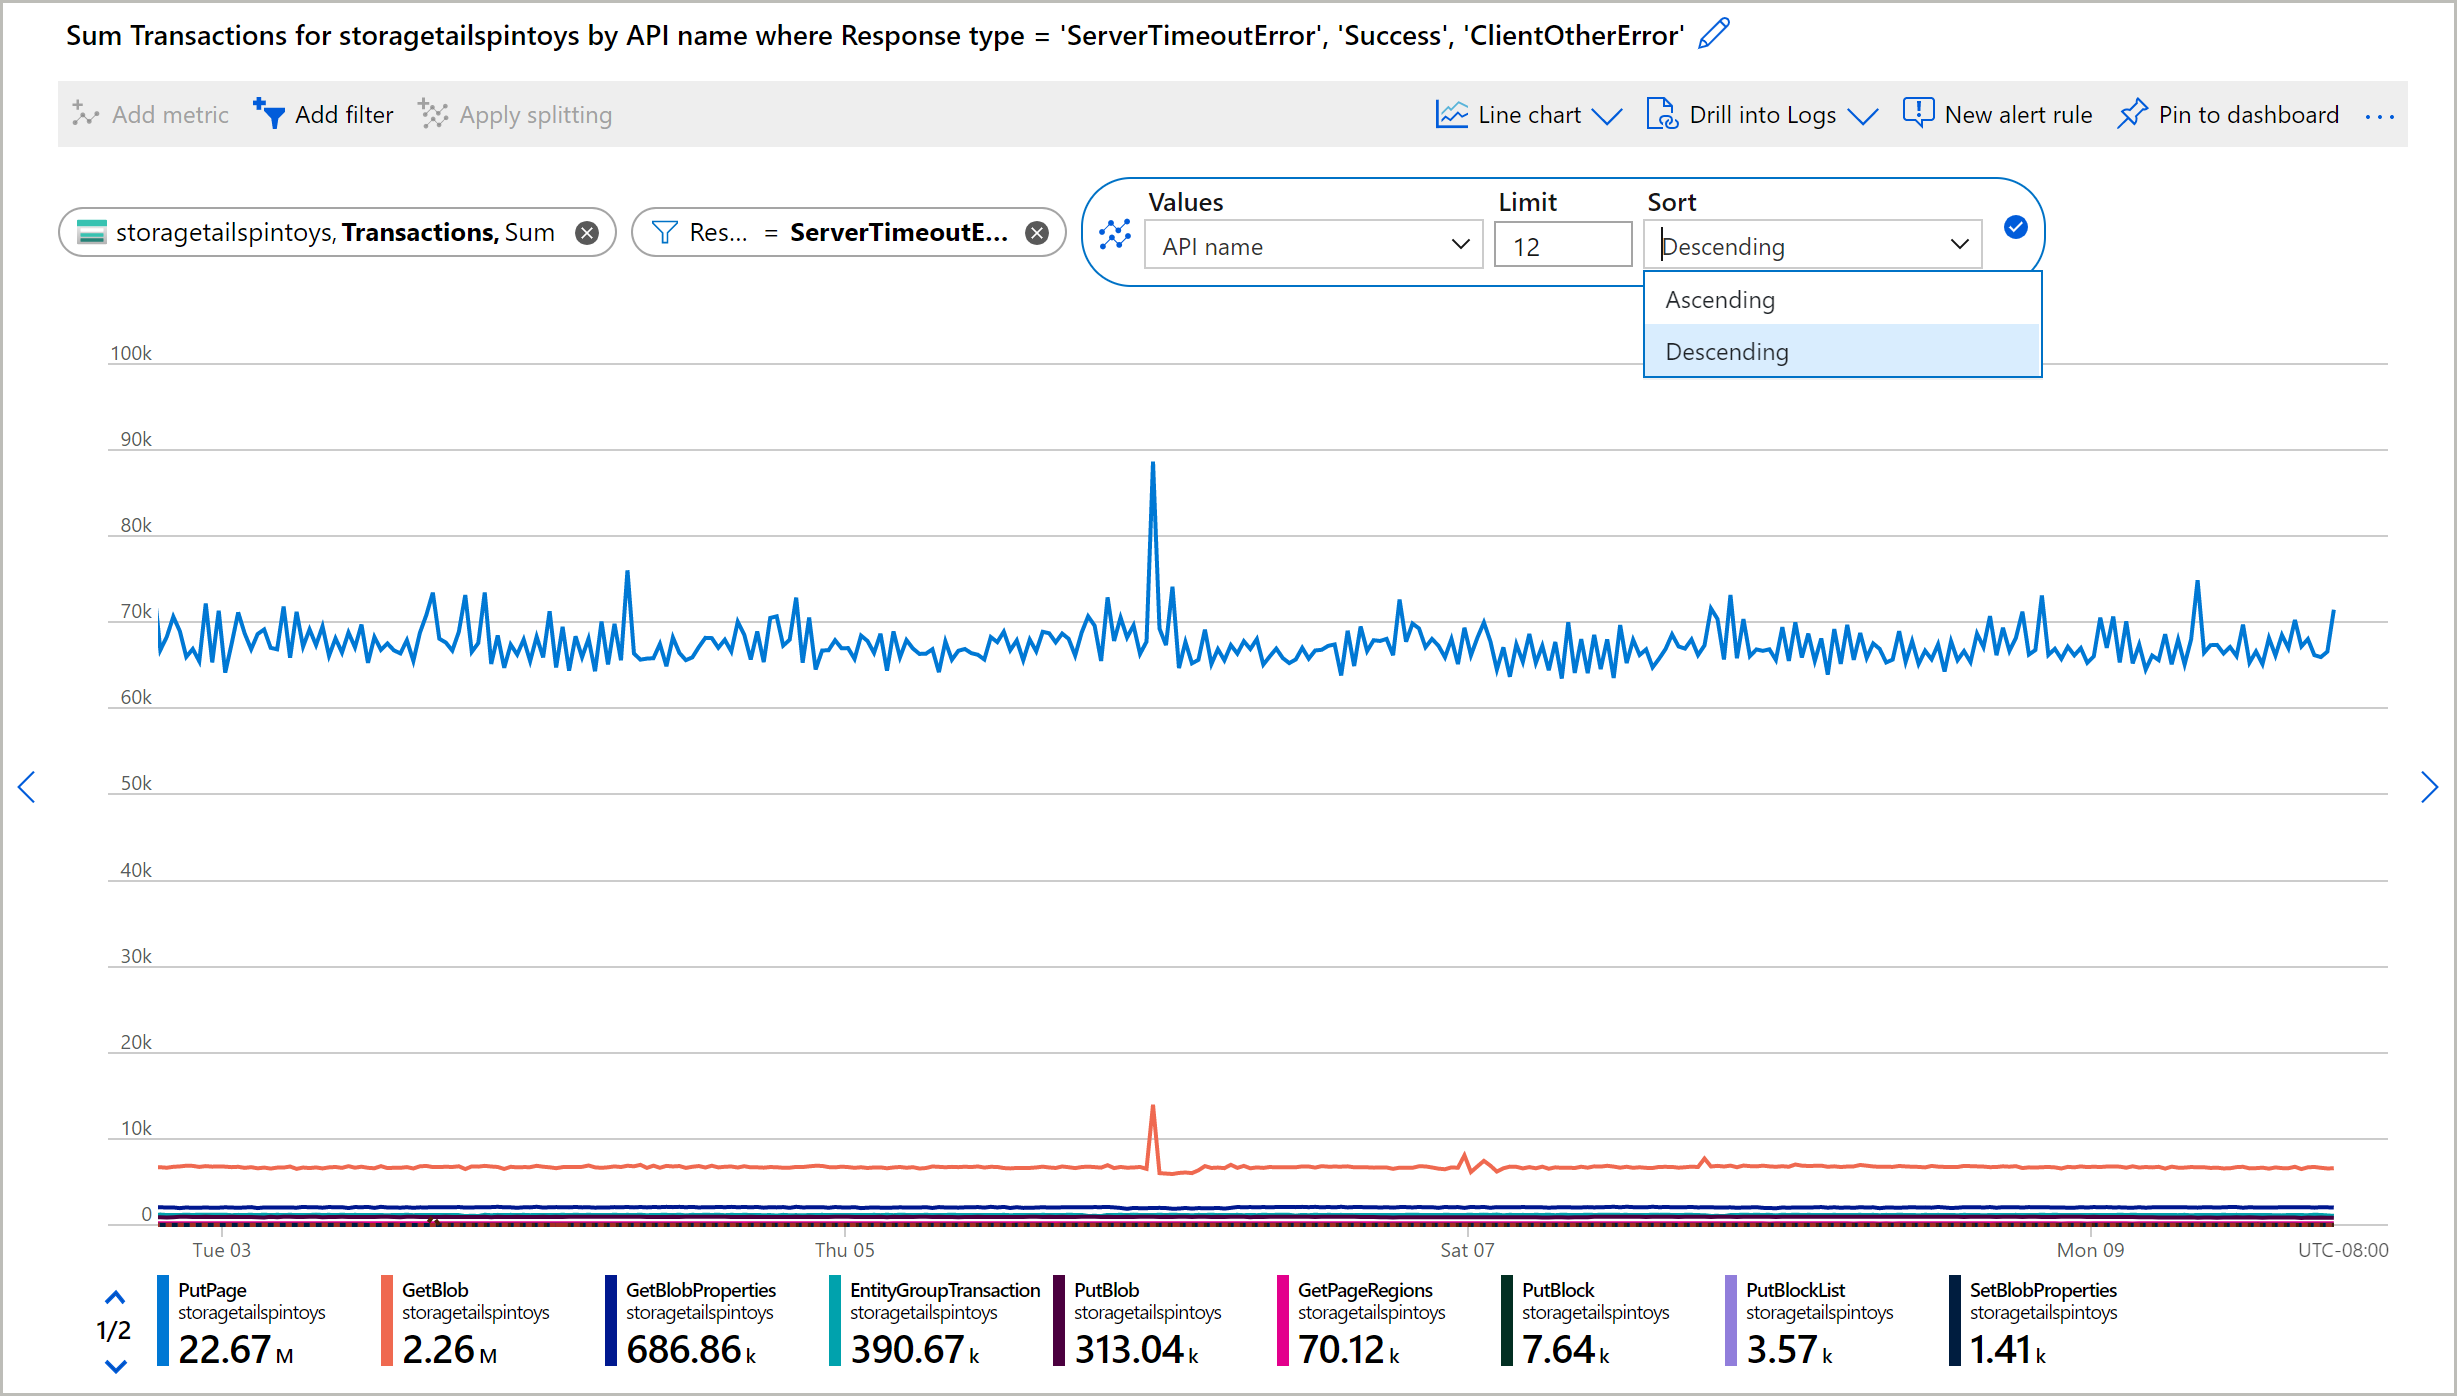 Sum Transactions for storagetailspintoys by API name where Response type = 'ServerTimeoutError', 'Success', 'ClientOtherError'
Add metric Add filter Apply splitting Line chart Drill into Logs New alert rule Pin to dashboard ...
Values Limit Sort
storagetailspintoys, Transactions, Sum Res... = ServerTimeoutE... API name 12 Descending
Ascending
Descending
100k
90k
80k
70k
60k
50k
40k
30k
20k
10k
0
Tue 03 Thu 05 Sat 07 Mon 09 UTC-08:00
1/2
PutPage
storagetailspintoys
22.67 M
GetBlob
storagetailspintoys
2.26 M
GetBlobProperties
storagetailspintoys
686.86 k
EntityGroupTransaction
storagetailspintoys
390.67 k
PutBlob
storagetailspintoys
313.04 k
GetPageRegions
storagetailspintoys
70.12 k
PutBlock
storagetailspintoys
7.64 k
PutBlockList
storagetailspintoys
3.57 k
SetBlobProperties
storagetailspintoys
1.41 k